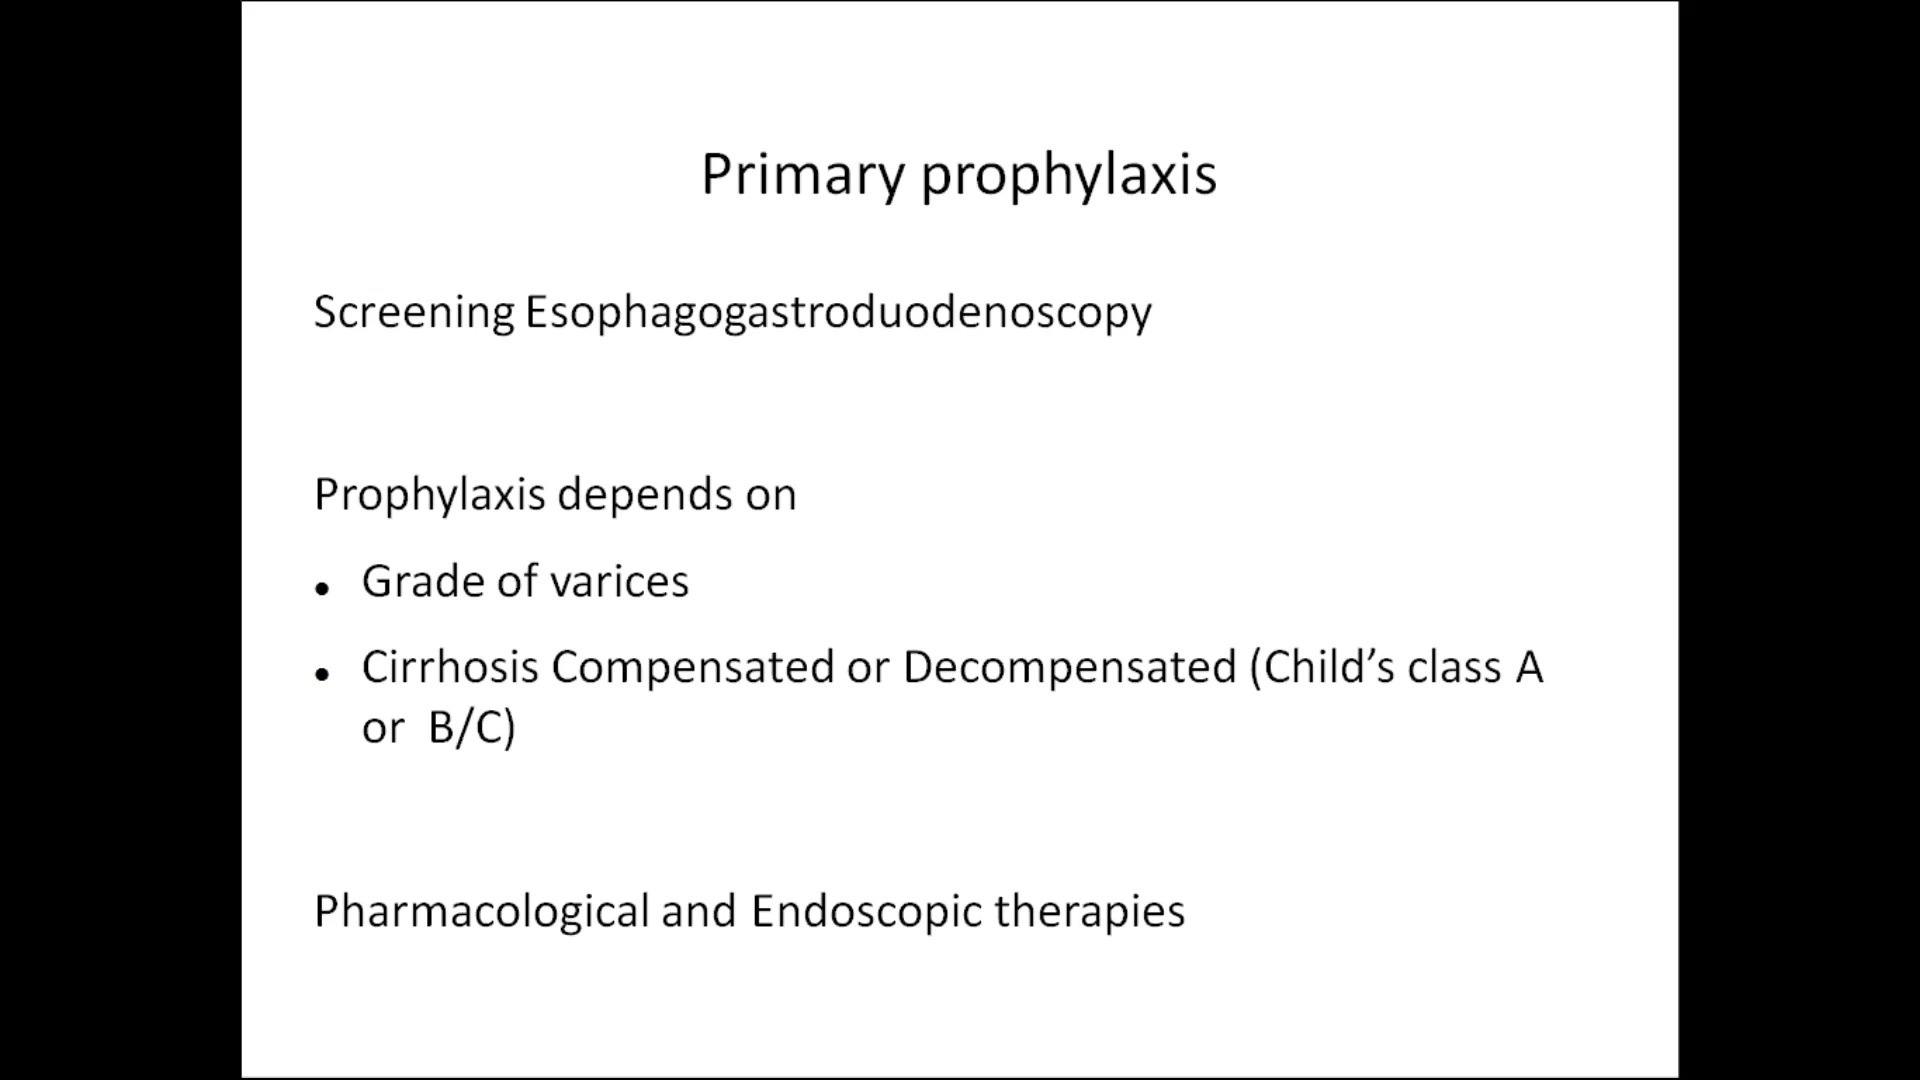 Primary prophylaxis
Screening Esophagogastroduodenoscopy
Prophylaxis depends on
• Grade of varices
• Cirrhosis Compensated or Decompensated (Child’s class A
or B/C)
Pharmacological and Endoscopic therapies